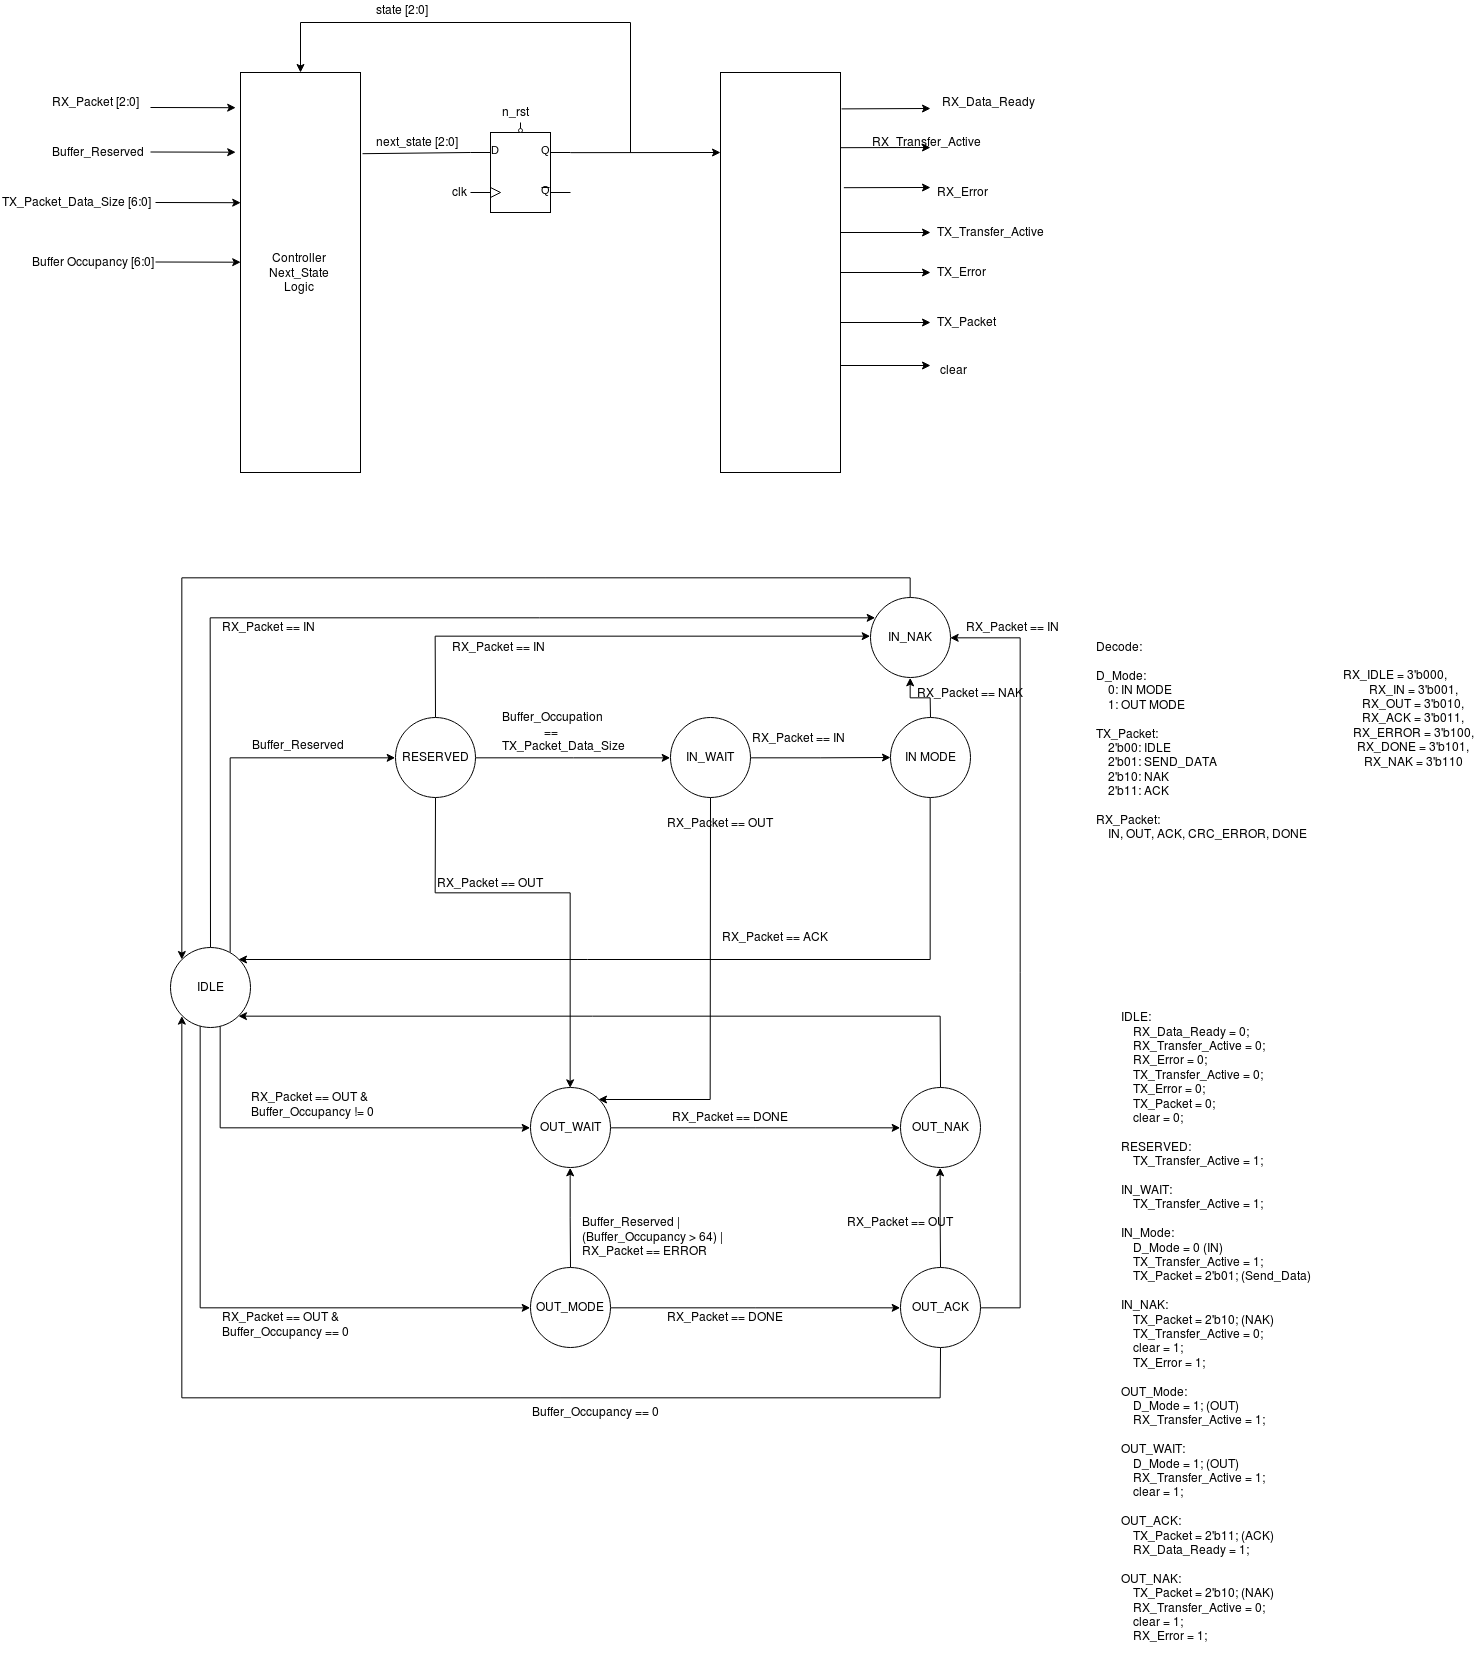 state [2:0]
RX_Packet [2:0]
Buffer_Reserved
TX_Packet_Data_Size [6:0]
Buffer Occupancy [6:0]
Controller
Next_State
Logic
next_state [2:0]
n_rst
D
Q
clk
Q
RX_Data_Ready
RX_Transfer_Active
RX_Error
TX_Transfer_Active
TX_Error
TX_Packet
clear
RX_Packet == IN
RX_Packet == IN
IN_NAK
RX_Packet == IN
RX_Packet == NAK
Buffer_Reserved
RESERVED
Buffer_Occupation
==
TX_Packet_Data_Size
IN_WAIT
RX_Packet == IN
IN MODE
RX_Packet == OUT
RX_Packet == OUT
RX_Packet == ACK
IDLE
RX_Packet == OUT &
Buffer_Occupancy != 0
OUT_WAIT
RX_Packet == DONE
OUT_NAK
Buffer_Reserved |
(Buffer_Occupancy > 64) |
RX_Packet == ERROR
RX_Packet == OUT
RX_Packet == OUT &
Buffer_Occupancy == 0
OUT_MODE
RX_Packet == DONE
OUT_ACK
Buffer_Occupancy == 0
Decode:
D_Mode:
0: IN MODE
1: OUT MODE
TX_Packet:
2'b00: IDLE
2'b01: SEND_DATA
2'b10: NAK
2'b11: ACK
RX_Packet:
IN, OUT, ACK, CRC_ERROR, DONE
RX_IDLE = 3'b000,
RX_IN = 3'b001,
RX_OUT = 3'b010,
RX_ACK = 3'b011,
RX_ERROR = 3'b100,
RX_DONE = 3'b101,
RX_NAK = 3'b110
IDLE:
RX_Data_Ready = 0;
RX_Transfer_Active = 0;
RX_Error = 0;
TX_Transfer_Active = 0;
TX_Error = 0;
TX_Packet = 0;
clear = 0;
RESERVED:
TX_Transfer_Active = 1;
IN_WAIT:
TX_Transfer_Active = 1;
IN_Mode:
D_Mode = 0 (IN)
TX_Transfer_Active = 1;
TX_Packet = 2'b01; (Send_Data)
IN_NAK:
TX_Packet = 2'b10; (NAK)
TX_Transfer_Active = 0;
clear = 1;
TX_Error = 1;
OUT_Mode:
D_Mode = 1; (OUT)
RX_Transfer_Active = 1;
OUT_WAIT:
D_Mode = 1; (OUT)
RX_Transfer_Active = 1;
clear = 1;
OUT_ACK:
TX_Packet = 2'b11; (ACK)
RX_Data_Ready = 1;
OUT_NAK:
TX_Packet = 2'b10; (NAK)
RX_Transfer_Active = 0;
clear = 1;
RX_Error = 1;